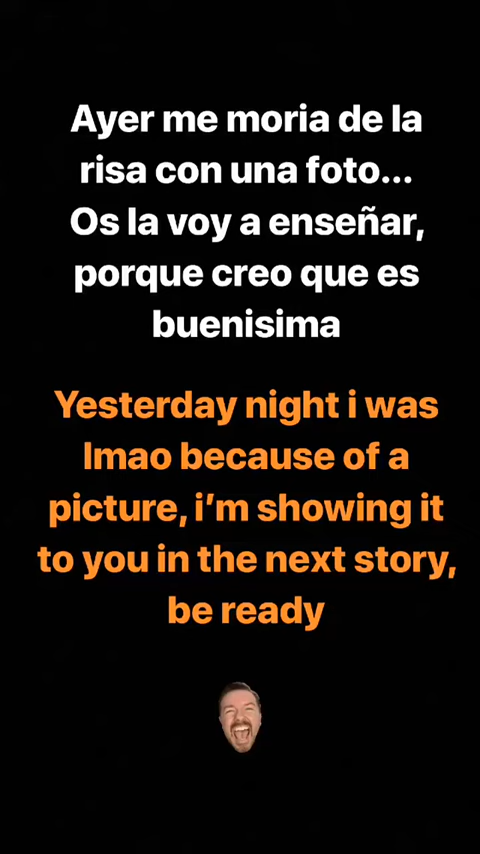 Ayer me moria de la
risa con una foto...
Os la voy a enseñar,
porque creo que es
buenisima
Yesterday night i was
lmao because of a
picture, i’m showing it
to you in the next story,
be ready